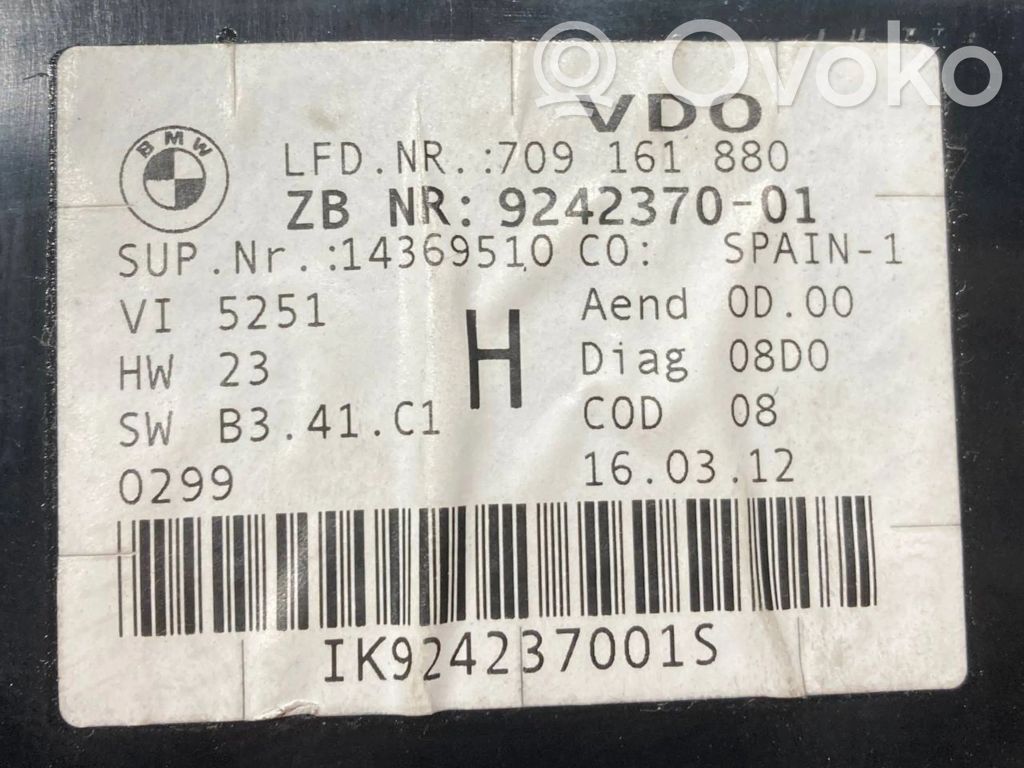 Ovoko
VDO
BMW
LFD.NR.:709 161 880
ZB NR: 9242370-01
SUP.Nr.:14369510 CO: SPAIN-1
VI 5251 Aend 0D.00
HW 23 H Diag 08D0
SW B3.41.C1 COD 08
0299 16.03.12
IK924237001S